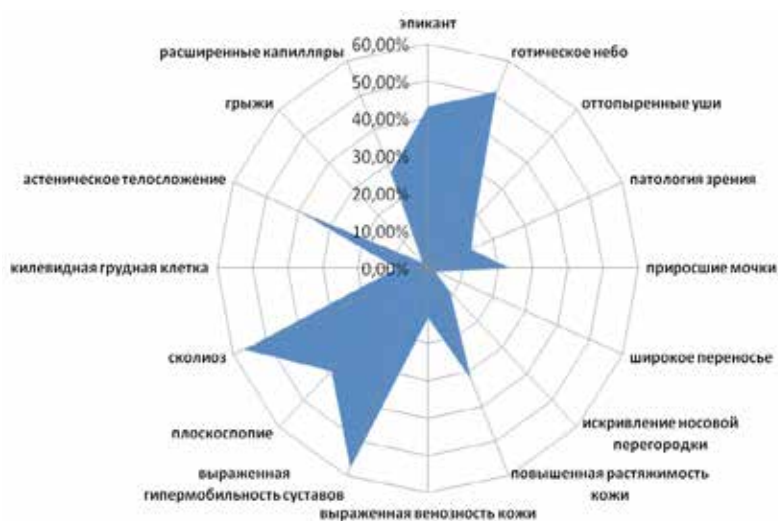 эпикант
60,00%
расширенные капилляры
готическое небо
50,00%
грыжи
40,00%
оттопыренные уши
30,00%
астеническое телосложение
20,00%
патология зрения
10,00%
килевидная грудная клетка
0,00%
приросшие мочки
сколиоз
широкое переносье
плоскоспопие
искривление носовой
перегородки
выраженная
гипермобильность суставов
повышенная растяжимость
кожи
выраженная венозность кожи